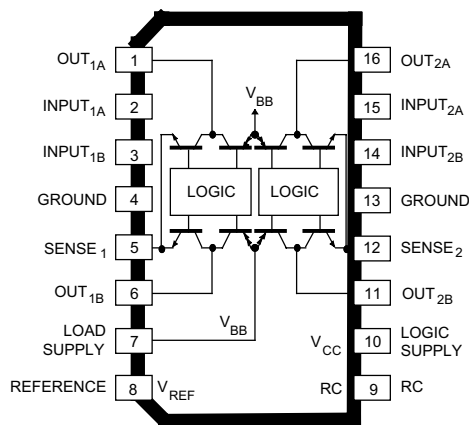 OUT1A 1 16 OUT2A
INPUT1A 2 VBB 15 INPUT2A
INPUT1B 3 14 INPUT2B
GROUND 4 LOGIC LOGIC 13 GROUND
SENSE1 5 12 SENSE2
OUT1B 6 11 OUT2B
LOAD SUPPLY 7 VBB VCC 10 LOGIC SUPPLY
REFERENCE 8 VREF RC 9 RC